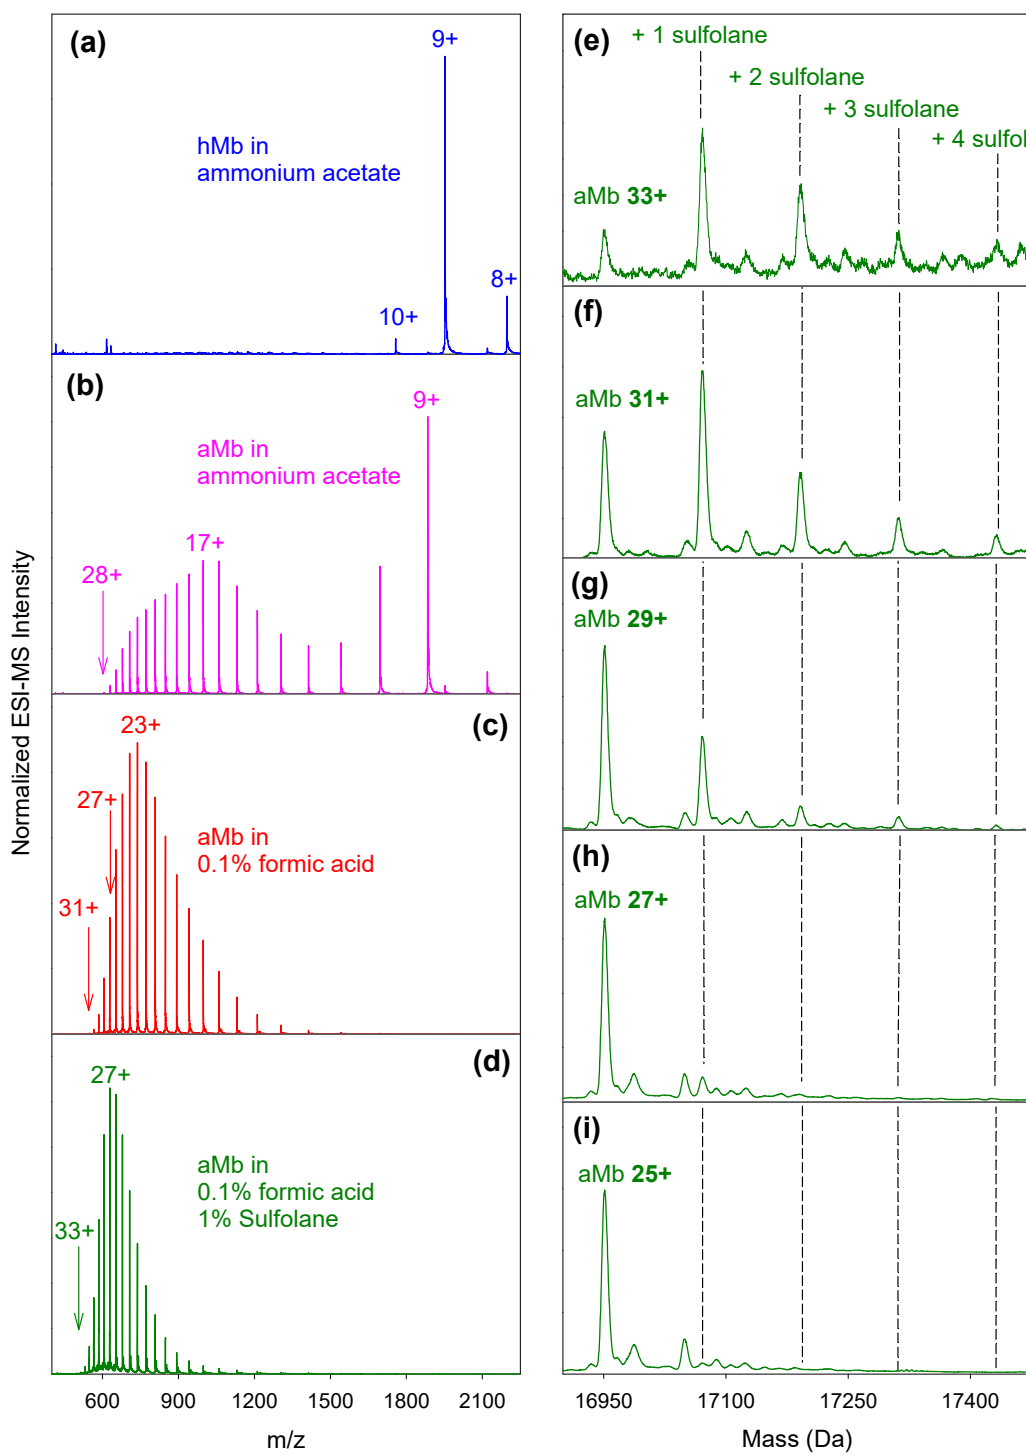 (a)
9+
hMb in
ammonium acetate
10+
8+
(b)
9+
aMb in
ammonium acetate
17+
28+
(c)
23+
27+
aMb in
0.1% formic acid
31+
(d)
27+
aMb in
0.1% formic acid
1% Sulfolane
33+
600 900 1200 1500 1800 2100
m/z
Normalized ESI-MS Intensity
(e)
+ 1 sulfolane
+ 2 sulfolane
+ 3 sulfolane
+ 4 sulfol
aMb 33+
(f)
aMb 31+
(g)
aMb 29+
(h)
aMb 27+
(i)
aMb 25+
16950 17100 17250 17400
Mass (Da)